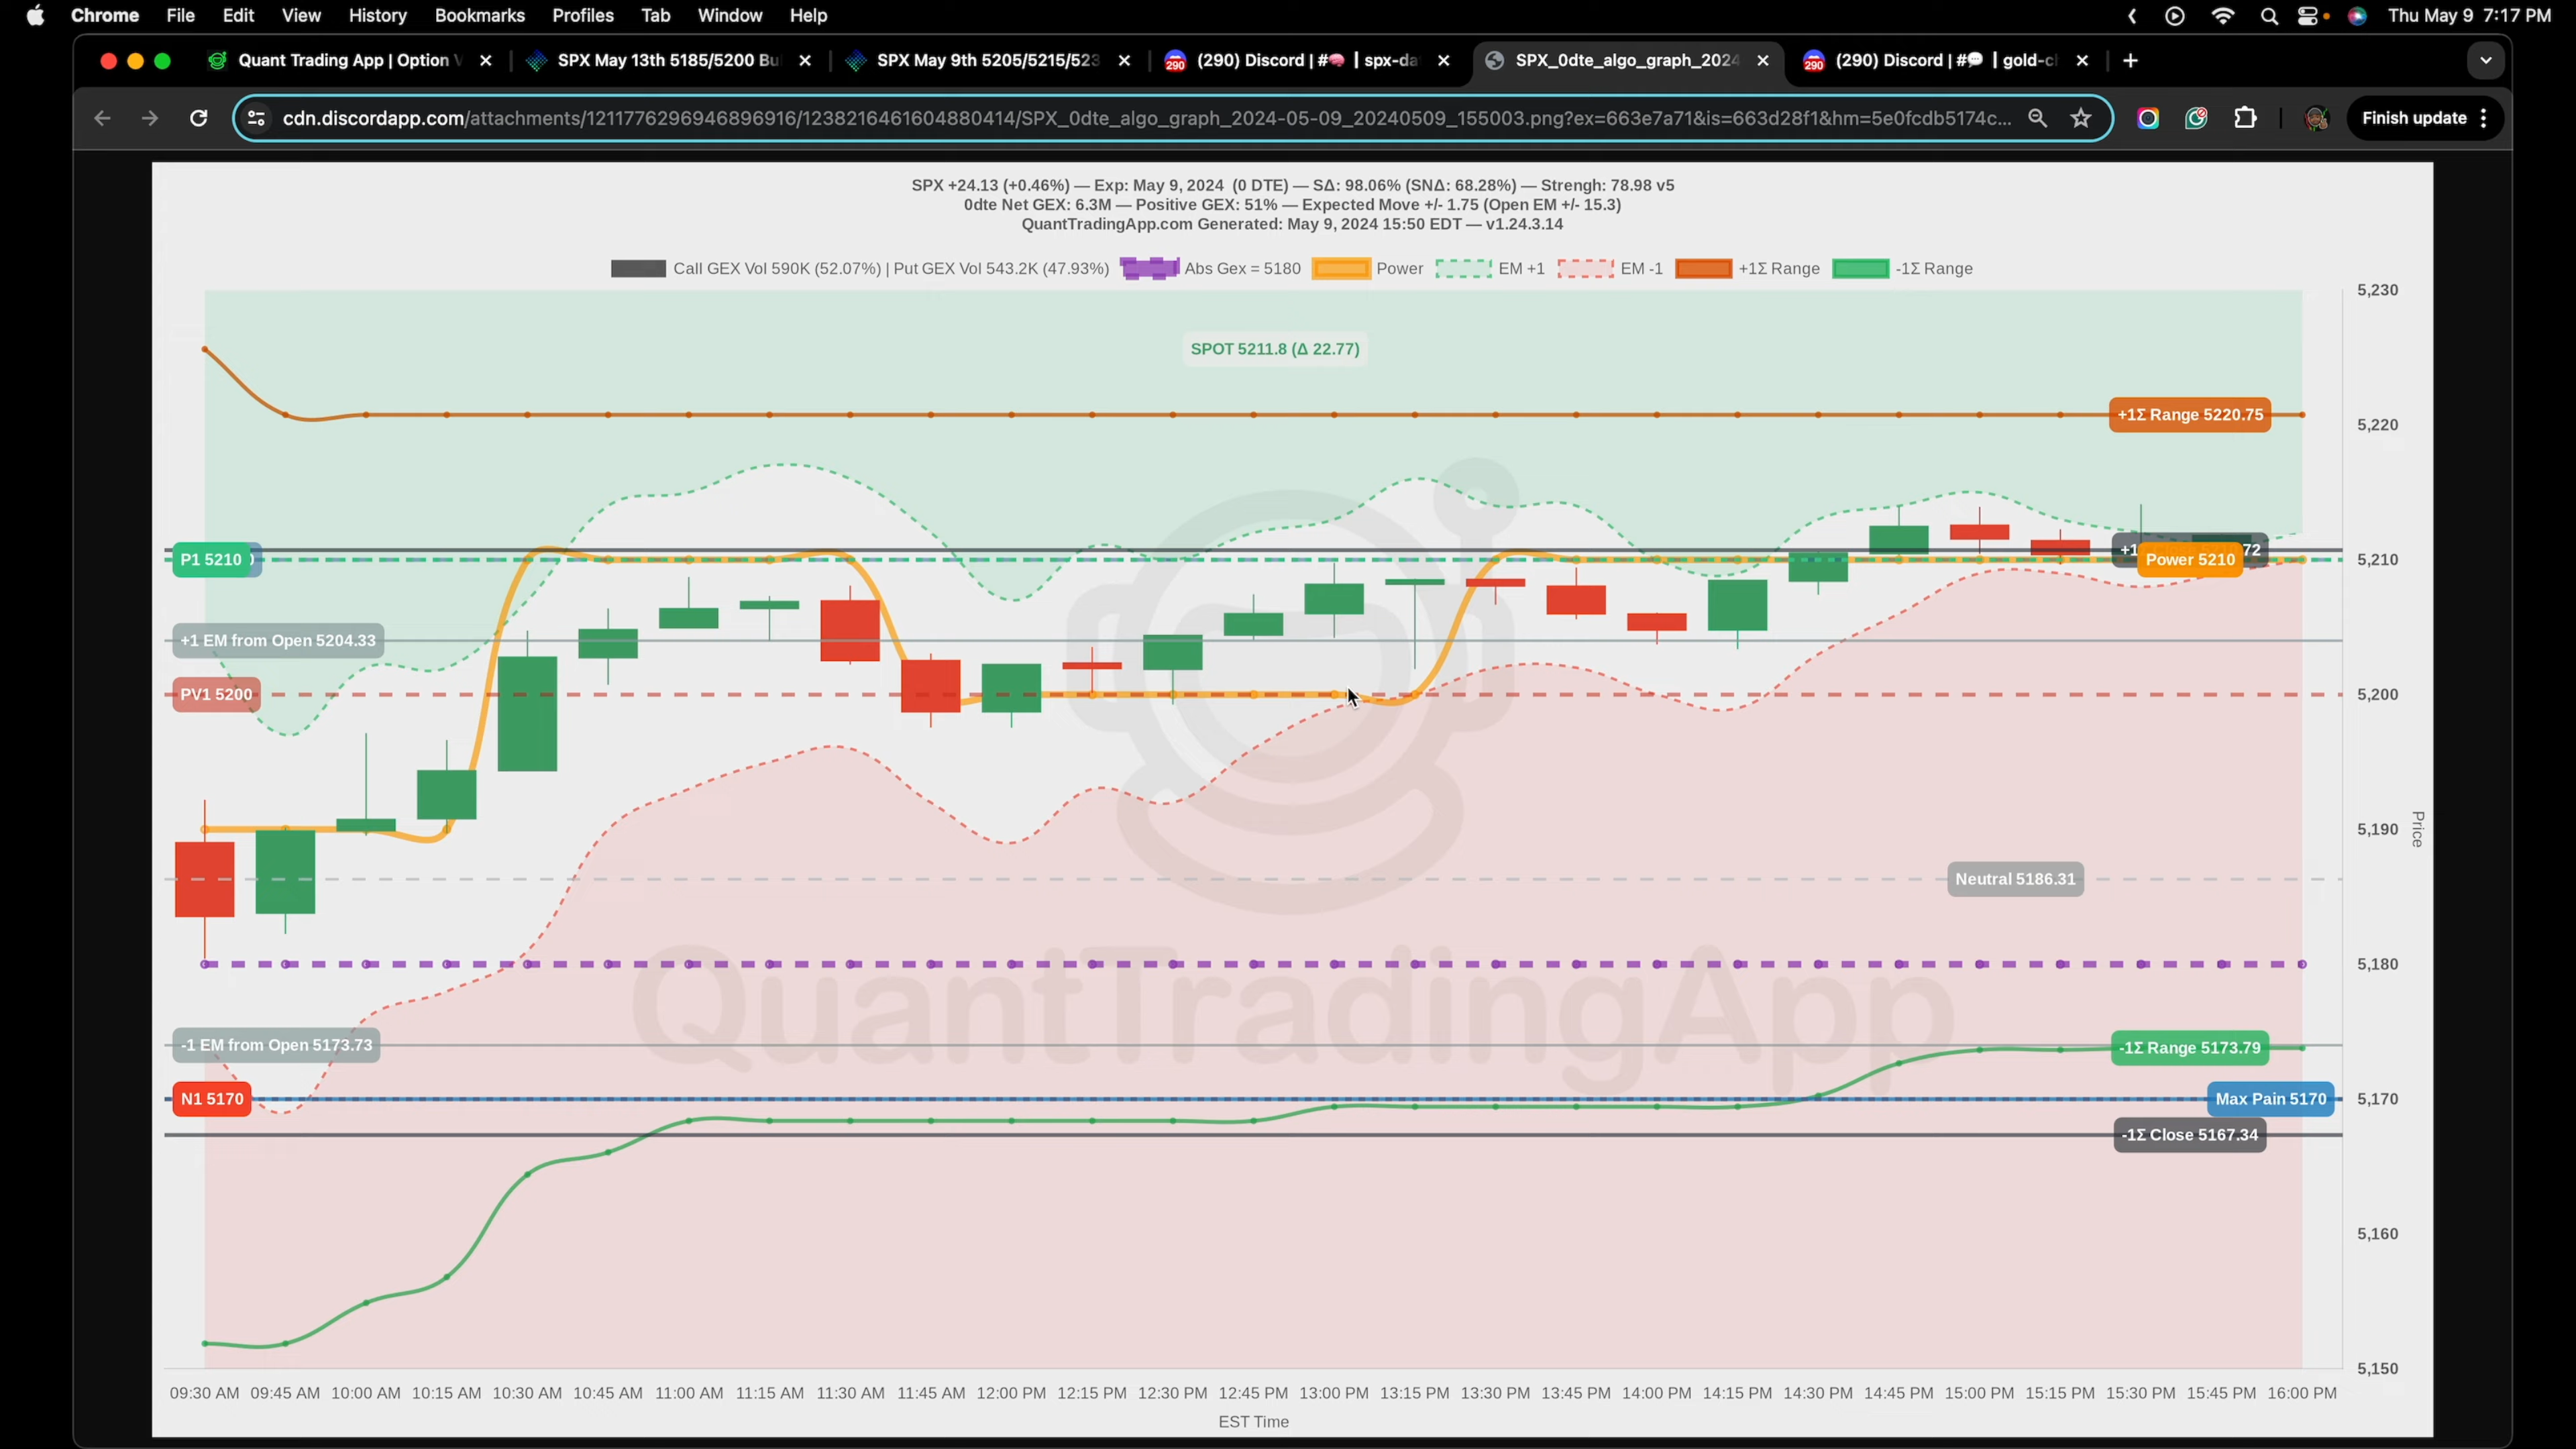 Chrome File Edit View History Bookmarks Profiles Tab Window Help Thu May 9 7:17 PM
Quant Trading App | Option V SPX May 13th 5185/5200 Bu SPX May 9th 5205/5215/523 (290) Discord | #🧠 | spx-da SPX_0dte_algo_graph_2024 (290) Discord | #💬 | gold-c
cdn.discordapp.com/attachments/1211776296946896916/1238216461604880414/SPX_0dte_algo_graph_2024-05-09_20240509_155003.png?ex=663e7a71&is=663d28f1&hm=5e0fcdb5174c... Finish update
SPX +24.13 (+0.46%) — Exp: May 9, 2024 (0 DTE) — SΔ: 98.06% (SNΔ: 68.28%) — Strengh: 78.98 v5
0dte Net GEX: 6.3M — Positive GEX: 51% — Expected Move +/- 1.75 (Open EM +/- 15.3)
QuantTradingApp.com Generated: May 9, 2024 15:50 EDT — v1.24.3.14
Call GEX Vol 590K (52.07%) | Put GEX Vol 543.2K (47.93%) Abs Gex = 5180 Power EM +1 EM -1 +1Σ Range -1Σ Range
5,230
SPOT 5211.8 (Δ 22.77)
+1Σ Range 5220.75
5,220
P1 5210
Power 5210
5,210
+1 EM from Open 5204.33
PV1 5200
5,200
5,190
Price
Neutral 5186.31
5,180
QuantTradingApp
-1 EM from Open 5173.73
-1Σ Range 5173.79
N1 5170
Max Pain 5170
5,170
-1Σ Close 5167.34
5,160
5,150
09:30 AM 09:45 AM 10:00 AM 10:15 AM 10:30 AM 10:45 AM 11:00 AM 11:15 AM 11:30 AM 11:45 AM 12:00 PM 12:15 PM 12:30 PM 12:45 PM 13:00 PM 13:15 PM 13:30 PM 13:45 PM 14:00 PM 14:15 PM 14:30 PM 14:45 PM 15:00 PM 15:15 PM 15:30 PM 15:45 PM 16:00 PM
EST Time